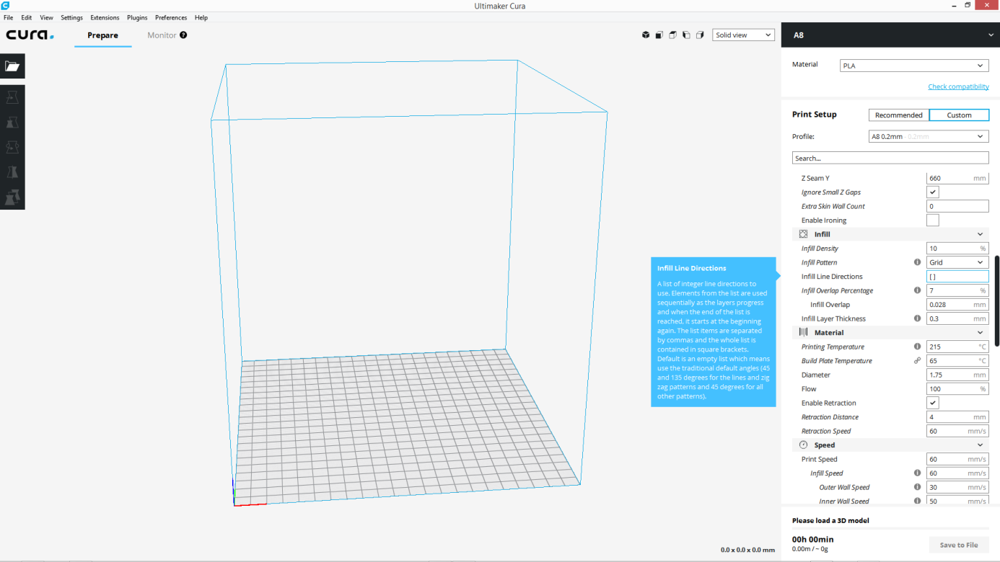 Ultimaker Cura
File Edit View Settings Extensions Plugins Preferences Help
cura. Prepare Monitor ? Solid view A8
Material PLA
Check compatibility
Print Setup Recommended Custom
Profile: A8 0.2mm - 0.2mm
Search...
Z Seam Y 660 mm
Ignore Small Z Gaps
Extra Skin Wall Count 0
Enable Ironing
Infill
Infill Density 10 %
Infill Pattern Grid
Infill Line Directions [ ]
Infill Overlap Percentage 7 %
Infill Overlap 0.028 mm
Infill Layer Thickness 0.3 mm
Material
Printing Temperature 215 °C
Build Plate Temperature 65 °C
Diameter 1.75 mm
Flow 100 %
Enable Retraction
Retraction Distance 4 mm
Retraction Speed 60 mm/s
Speed
Print Speed 60 mm/s
Infill Speed 60 mm/s
Outer Wall Speed 30 mm/s
Inner Wall Speed 50 mm/s
Infill Line Directions
A list of integer line directions to
use. Elements from the list are used
sequentially as the layers progress
and when the end of the list is
reached, it starts at the beginning
again. The list items are separated
by commas and the whole list is
contained in square brackets.
Default is an empty list which means
use the traditional default angles (45
and 135 degrees for the lines and zig
zag patterns and 45 degrees for all
other patterns).
Please load a 3D model
00h 00min
0.00m / ~ 0g
Save to File
0.0 x 0.0 x 0.0 mm